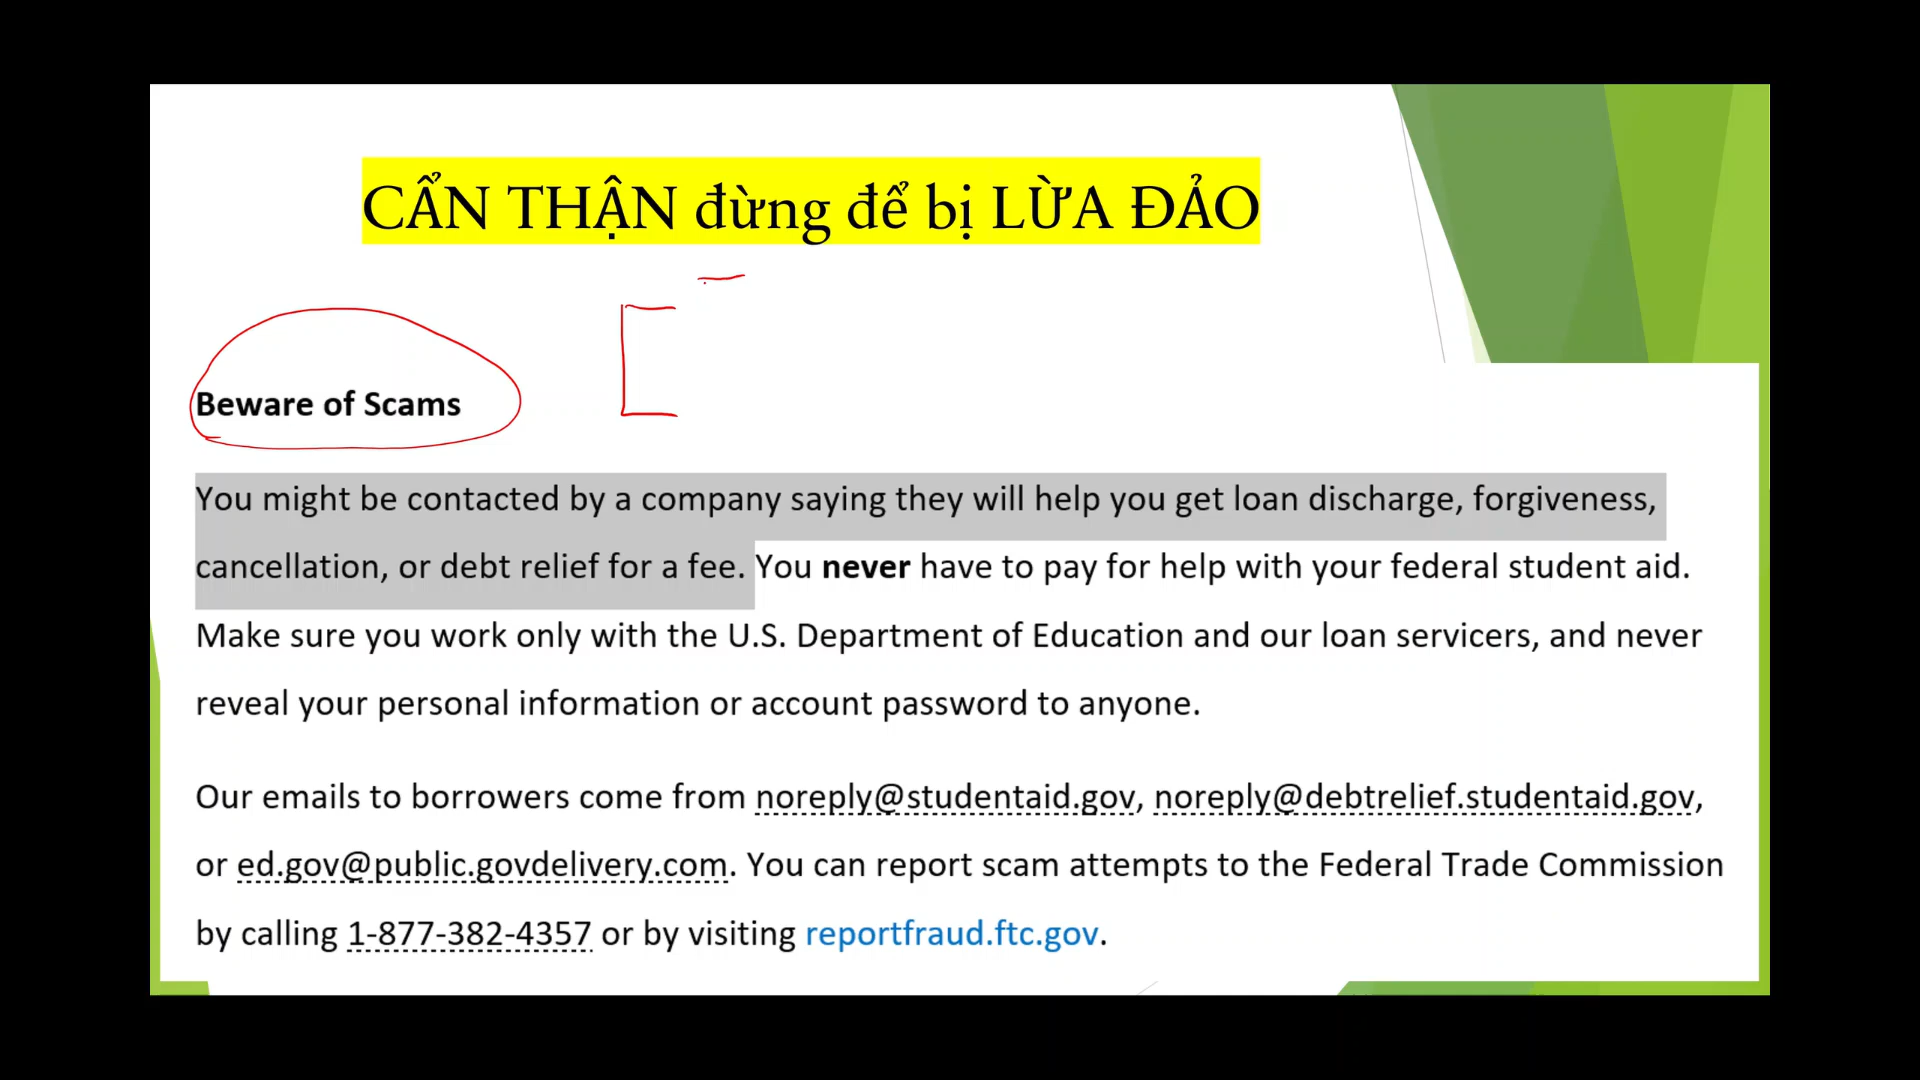 CẨN THẬN đừng để bị LỪA ĐẢO
Beware of Scams
You might be contacted by a company saying they will help you get loan discharge, forgiveness,
cancellation, or debt relief for a fee. You never have to pay for help with your federal student aid.
Make sure you work only with the U.S. Department of Education and our loan servicers, and never
reveal your personal information or account password to anyone.
Our emails to borrowers come from noreply@studentaid.gov, noreply@debtrelief.studentaid.gov,
or ed.gov@public.govdelivery.com. You can report scam attempts to the Federal Trade Commission
by calling 1-877-382-4357 or by visiting reportfraud.ftc.gov.